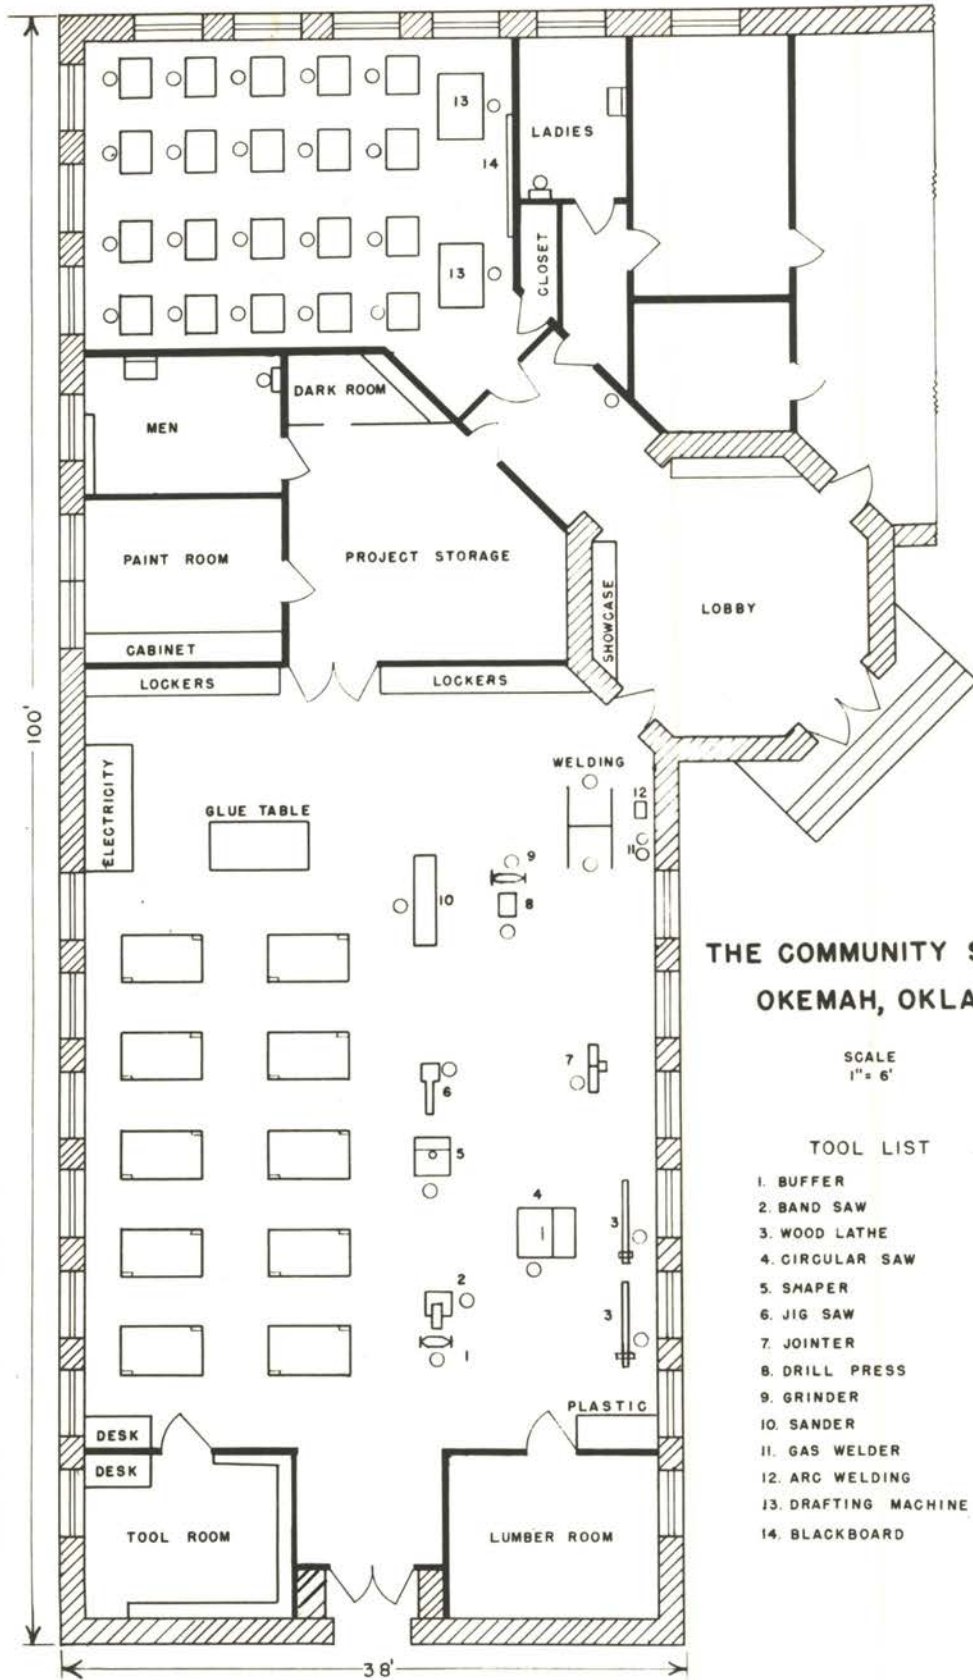 13
LADIES
14
CLOSET
13
DARK ROOM
MEN
PAINT ROOM
PROJECT STORAGE
SHOWCASE
LOBBY
CABINET
LOCKERS
LOCKERS
100'
ELECTRICITY
WELDING
12
GLUE TABLE
11
9
10
8
THE COMMUNITY
OKEMAH, OKLA
SCALE
1" = 6'
7
6
5
4
3
2
3
1
TOOL LIST
1. BUFFER
2. BAND SAW
3. WOOD LATHE
4. CIRCULAR SAW
5. SHAPER
6. JIG SAW
7. JOINTER
8. DRILL PRESS
9. GRINDER
10. SANDER
11. GAS WELDER
12. ARC WELDING
13. DRAFTING MACHINE
14. BLACKBOARD
PLASTIC
DESK
DESK
TOOL ROOM
LUMBER ROOM
38'